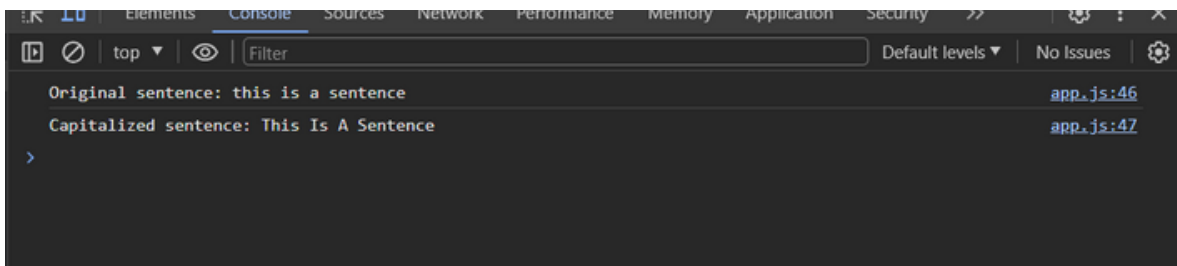 Elements Console Sources Network Performance Memory Application Security >>
top Filter Default levels No Issues
Original sentence: this is a sentence app.js:46
Capitalized sentence: This Is A Sentence app.js:47
>